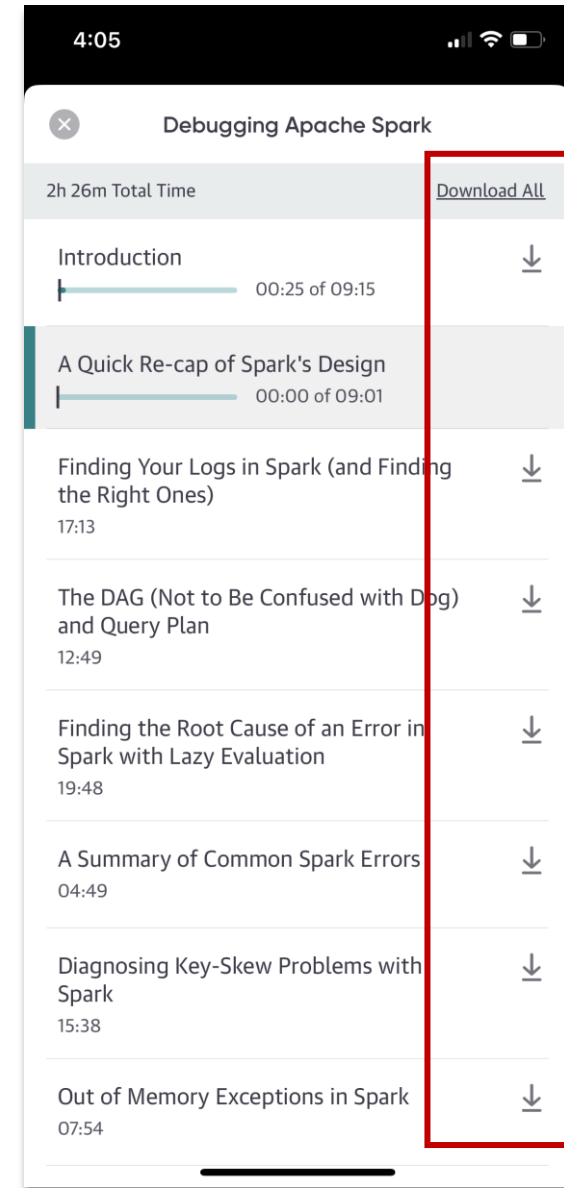 4:05
Debugging Apache Spark
2h 26m Total Time Download All
Introduction
00:25 of 09:15
A Quick Re-cap of Spark's Design
00:00 of 09:01
Finding Your Logs in Spark (and Finding
the Right Ones)
17:13
The DAG (Not to Be Confused with Dog)
and Query Plan
12:49
Finding the Root Cause of an Error in
Spark with Lazy Evaluation
19:48
A Summary of Common Spark Errors
04:49
Diagnosing Key-Skew Problems with
Spark
15:38
Out of Memory Exceptions in Spark
07:54